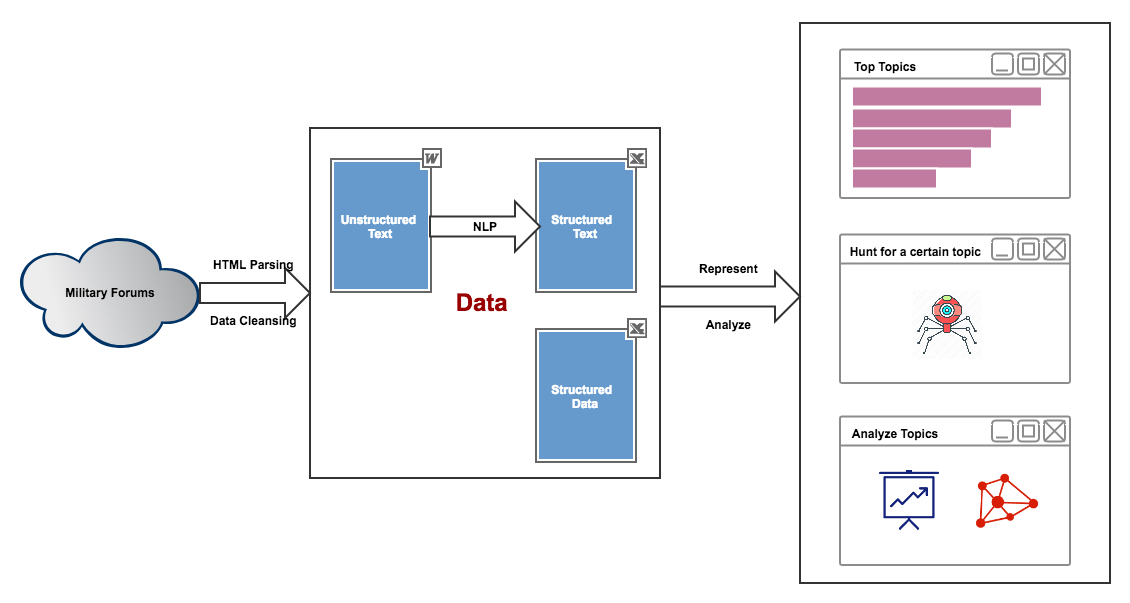 Military Forums
HTML Parsing
Data Cleansing
W
Unstructured
Text
NLP
X
Structured
Text
Data
X
Structured
Data
Represent
Analyze
Top Topics
Hunt for a certain topic
Analyze Topics